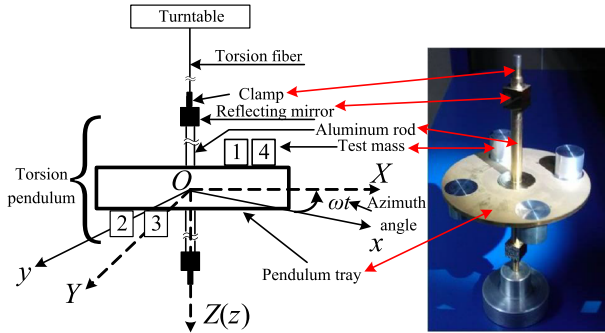 Turntable
Torsion fiber
Clamp
Reflecting mirror
Aluminum rod
Test mass
1 4
Torsion
pendulum
O
X
ωt
Azimuth
angle
2 3
x
y
Y
Pendulum tray
Z(z)